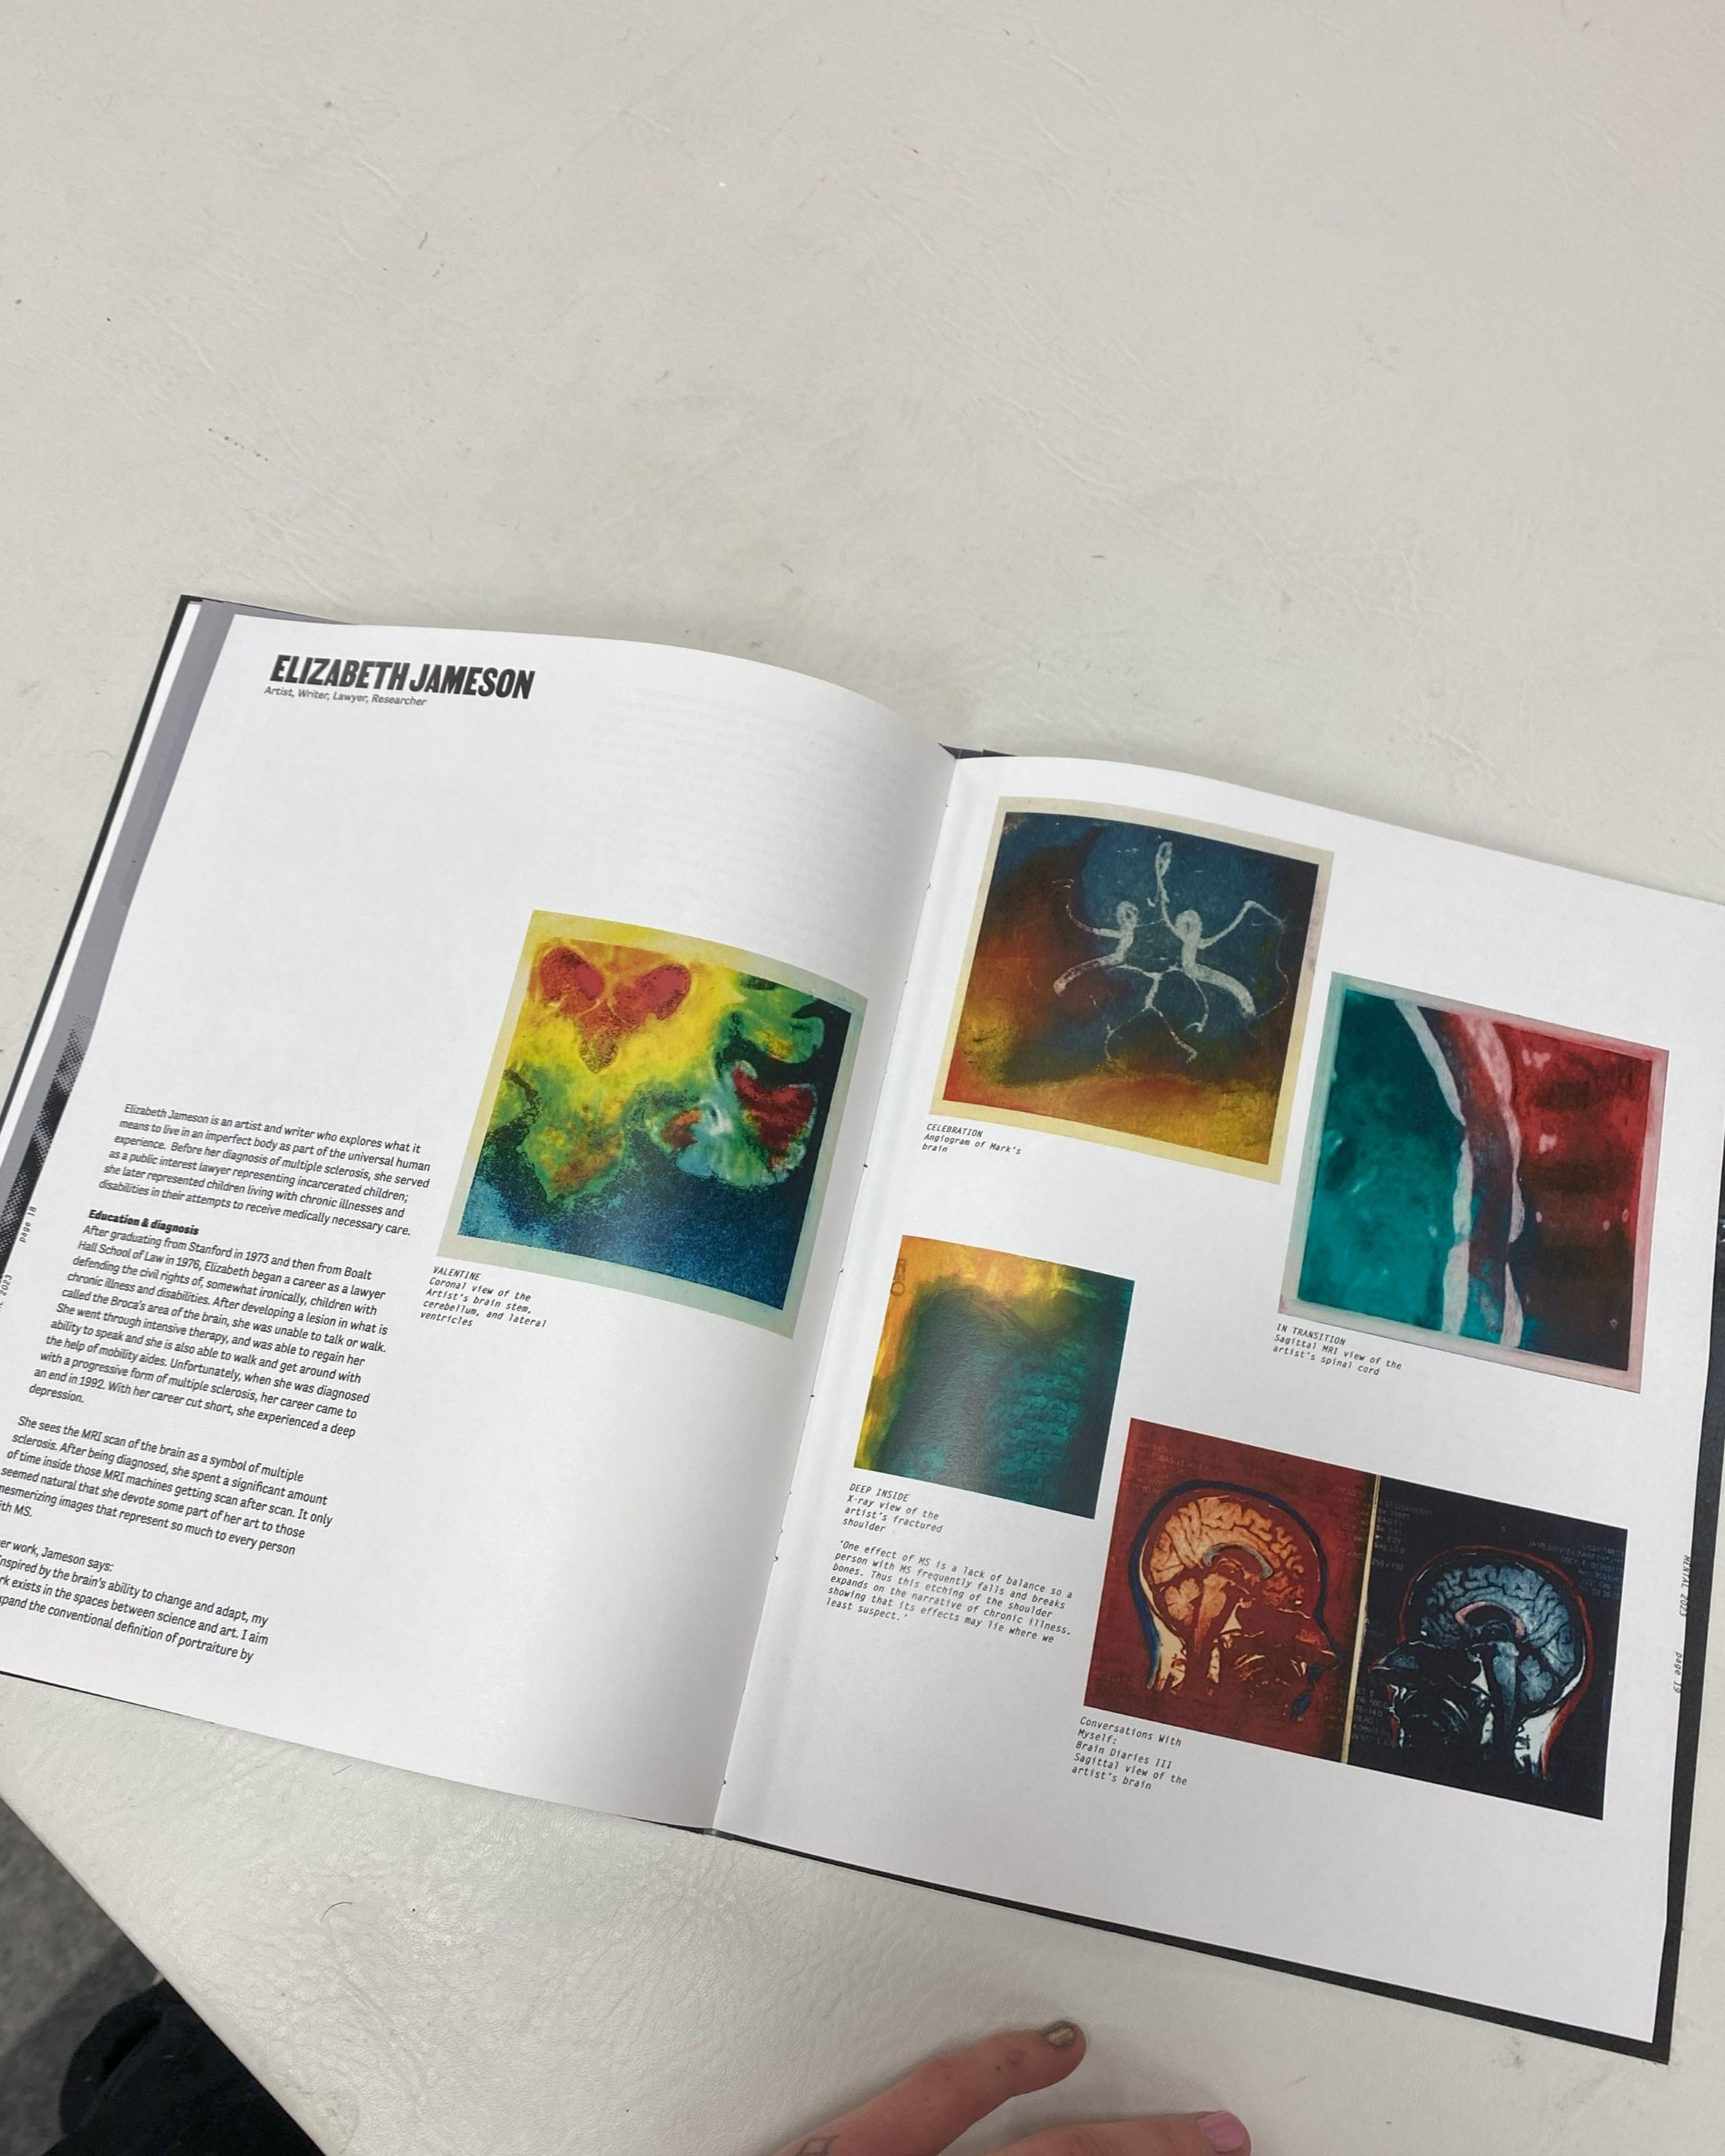 ELIZABETH JAMESON
Artist, Writer, Lawyer, Researcher
Elizabeth Jameson is an artist and writer who explores what it
means to live in an imperfect body as part of the universal human
experience. Before her diagnosis of multiple sclerosis, she served
as a public interest lawyer representing incarcerated children;
she later represented children living with chronic illnesses and
disabilities in their attempts to receive medically necessary care.
Education & diagnosis
After graduating from Stanford in 1973 and then from Boalt
Hall School of Law in 1976, Elizabeth began a career as a lawyer
defending the civil rights of, somewhat ironically, children with
chronic illness and disabilities. After developing a lesion in what is
called the Broca's area of the brain, she was unable to talk or walk.
She went through intensive therapy, and was able to regain her
ability to speak and she is also able to walk and get around with
the help of mobility aides. Unfortunately, when she was diagnosed
with a progressive form of multiple sclerosis, her career came to
an end in 1992. With her career cut short, she experienced a deep
depression.
She sees the MRI scan of the brain as a symbol of multiple
sclerosis. After being diagnosed, she spent a significant amount
of time inside those MRI machines getting scan after scan. It only
seemed natural that she devote some part of her art to those
mesmerizing images that represent so much to every person
ith MS.
er work, Jameson says:
nspired by the brain's ability to change and adapt, my
rk exists in the spaces between science and art. I aim
xpand the conventional definition of portraiture by
page 18
2023
VALENTINE
Coronal view of the
Artist's brain stem,
cerebellum, and lateral
ventricles
CELEBRATION
Angiogram of Mark's
brain
IN TRANSITION
Sagittal MRI view of the
artist's spinal cord
DEEP INSIDE
X-ray view of the
artist's fractured
shoulder
"One effect of MS is a lack of balance so a
person with MS frequently falls and breaks
bones. Thus this etching of the shoulder
expands on the narrative of chronic illness,
showing that its effects may lie where we
least suspect."
Conversations With
Myself:
Brain Diaries III
Sagittal view of the
artist's brain
MENTAL 2023
page 19